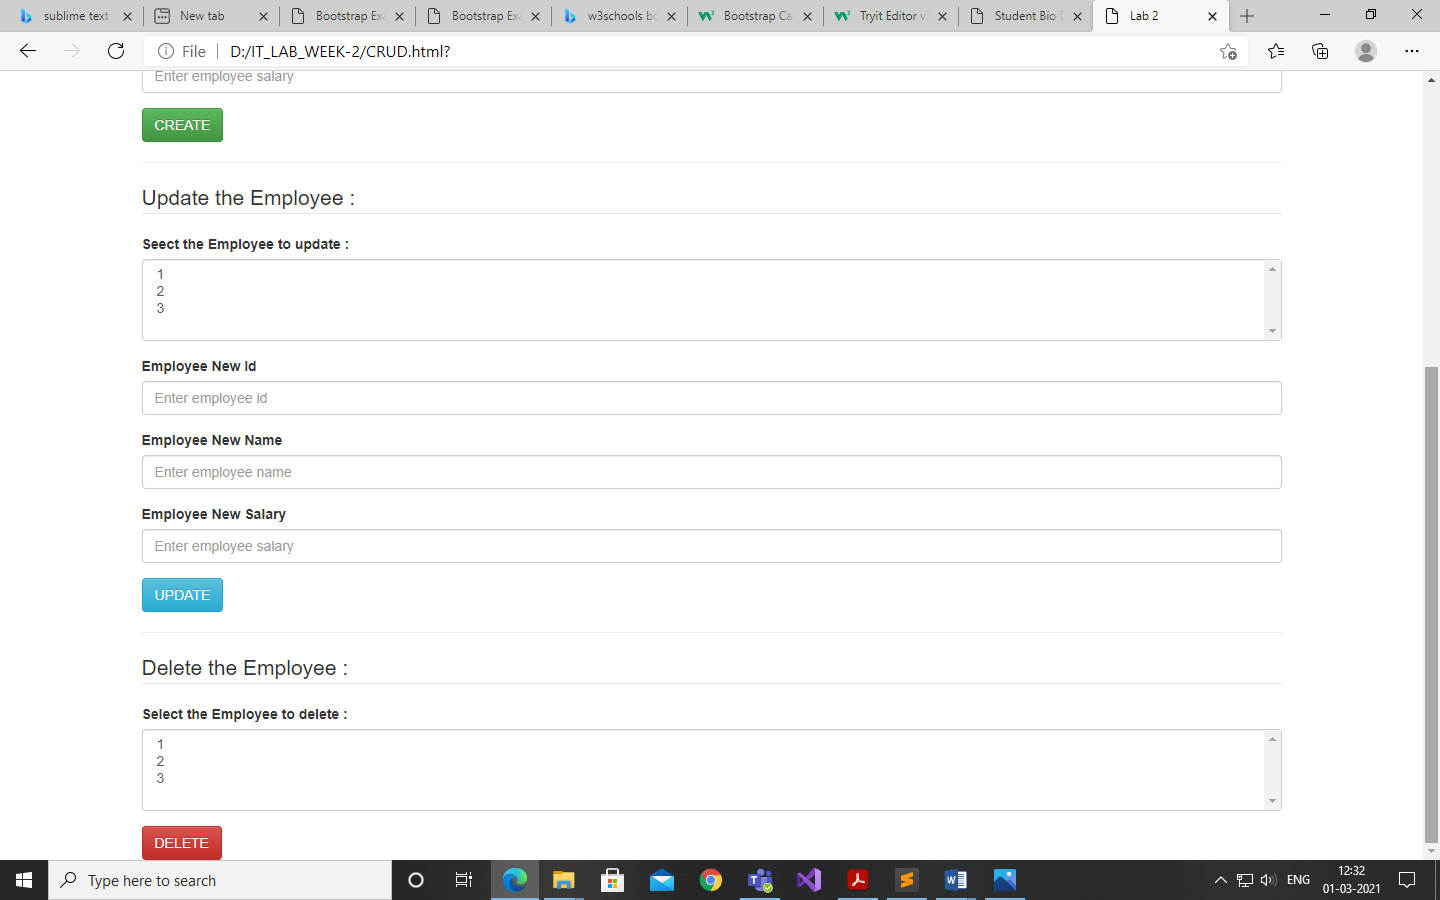 sublime text
New tab
Bootstrap Exa
Bootstrap Exa
w3schools bo
Bootstrap Ca
Tryit Editor v
Student Bio
Lab 2
File
D:/IT_LAB_WEEK-2/CRUD.html?
Enter employee salary
CREATE
Update the Employee :
Seect the Employee to update :
1
2
3
Employee New Id
Enter employee id
Employee New Name
Enter employee name
Employee New Salary
Enter employee salary
UPDATE
Delete the Employee :
Select the Employee to delete :
1
2
3
DELETE
Type here to search
ENG
12:32
01-03-2021